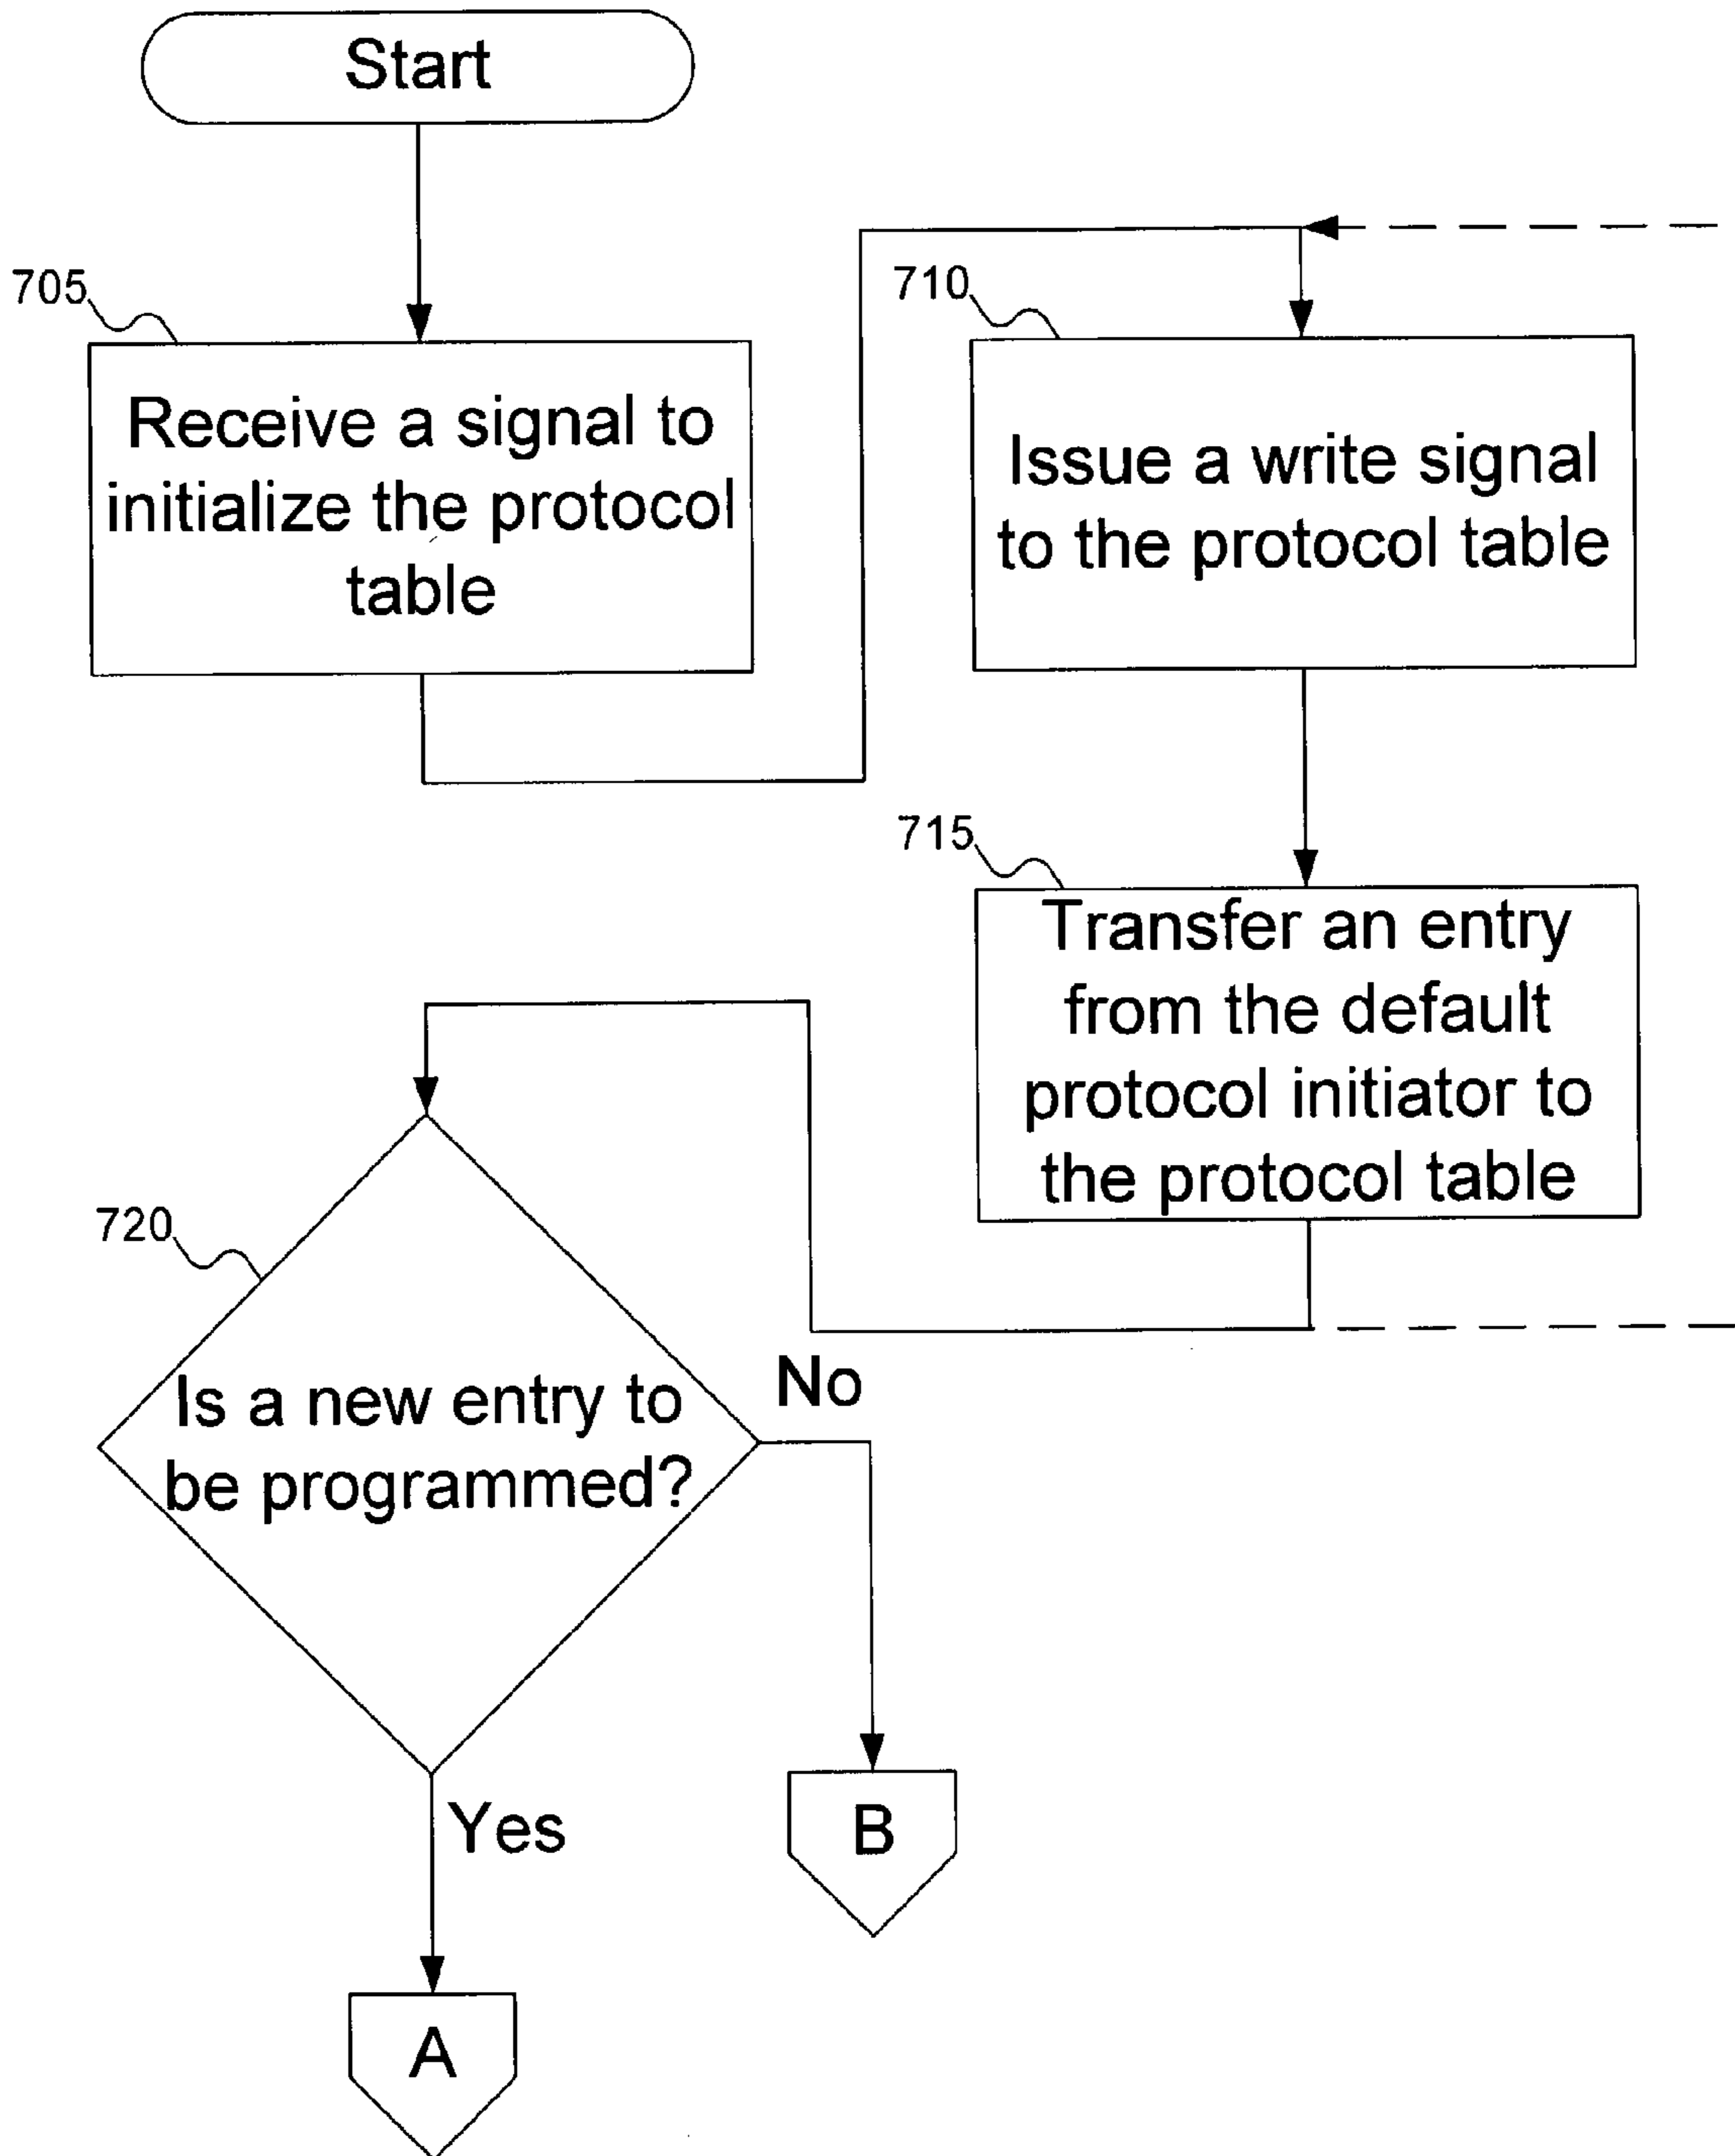 Start
705
Receive a signal to
initialize the protocol
table
710
Issue a write signal
to the protocol table
715
Transfer an entry
from the default
protocol initiator to
the protocol table
720
Is a new entry to
be programmed?
No
Yes
B
A